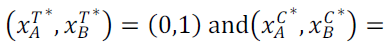 (x_A^{T*}, x_B^{T*}) = (0,1) and(x_A^{C*}, x_B^{C*}) =